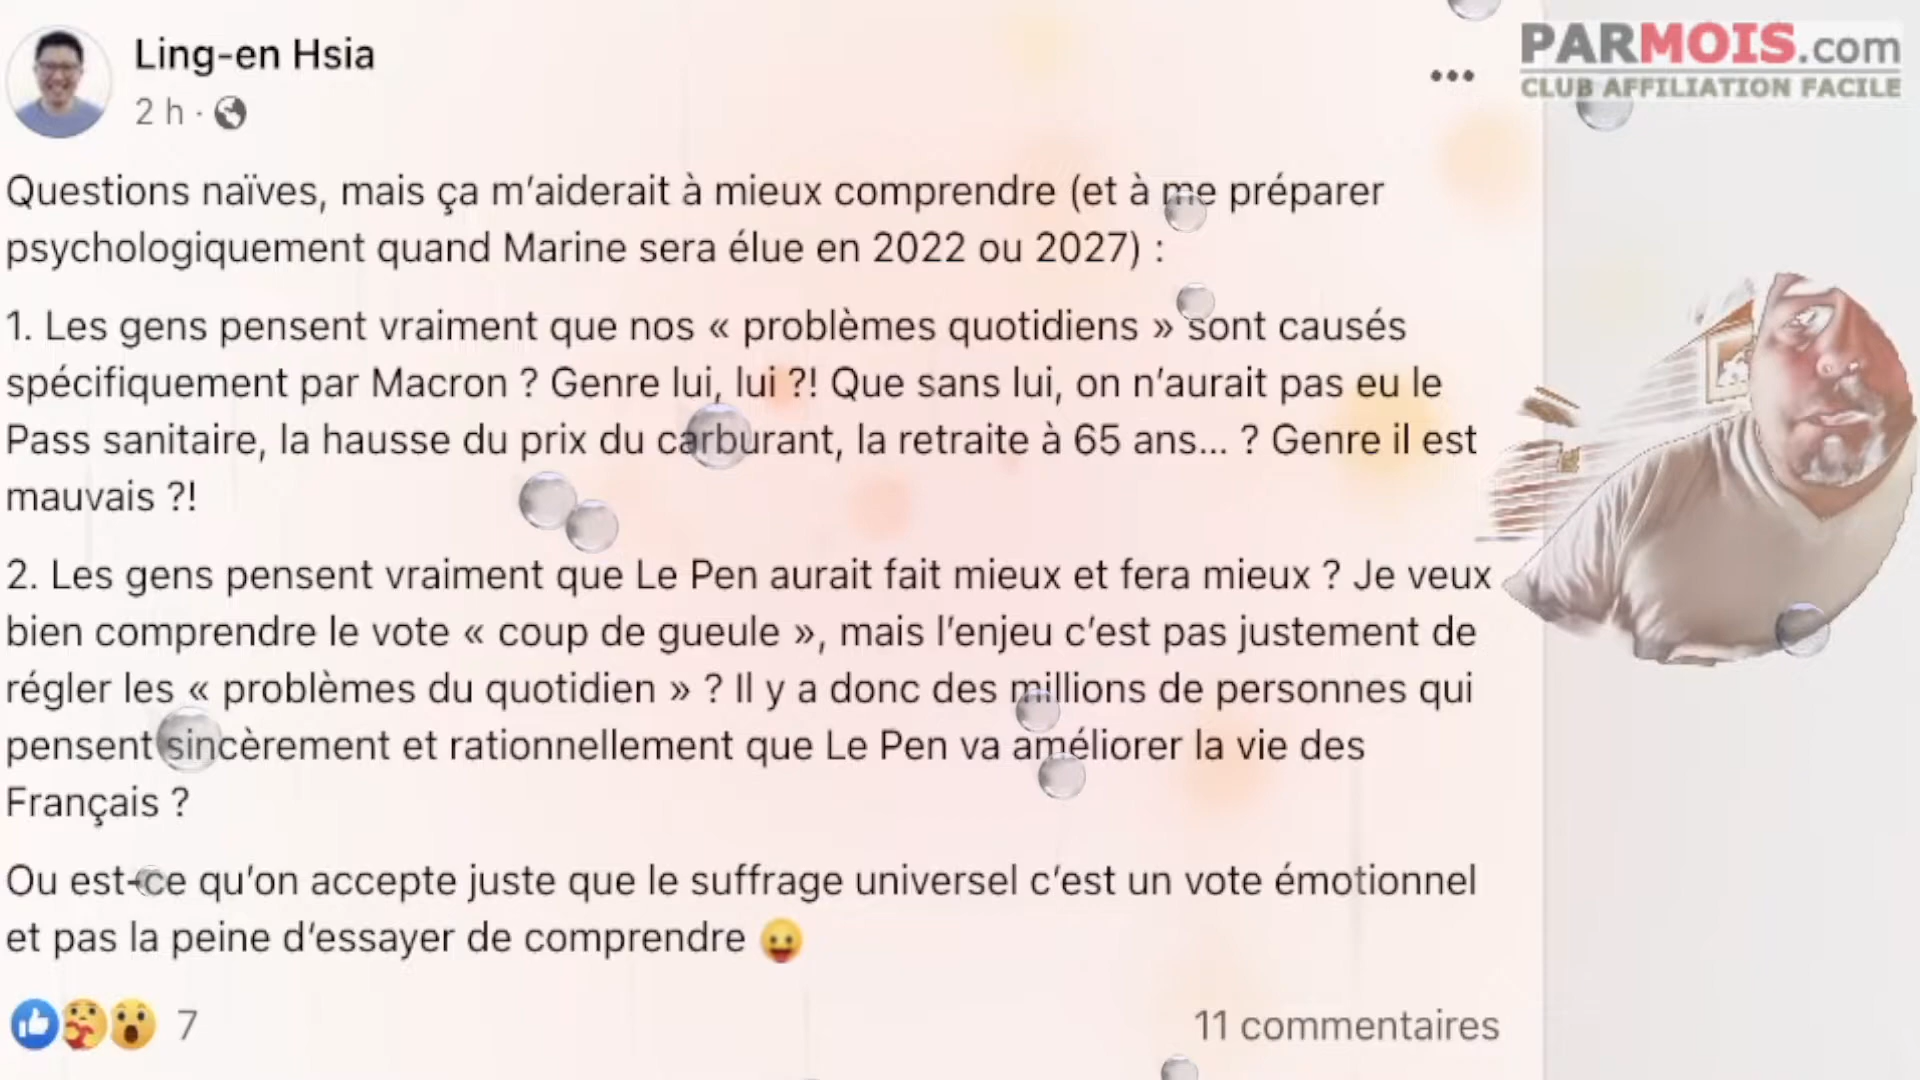 Ling-en Hsia
2 h ·
PARMOIS.com
CLUB AFFILIATION FACILE
Questions naïves, mais ça m’aiderait à mieux comprendre (et à me préparer
psychologiquement quand Marine sera élue en 2022 ou 2027) :
1. Les gens pensent vraiment que nos « problèmes quotidiens » sont causés
spécifiquement par Macron ? Genre lui, lui ?! Que sans lui, on n’aurait pas eu le
Pass sanitaire, la hausse du prix du carburant, la retraite à 65 ans... ? Genre il est
mauvais ?!
2. Les gens pensent vraiment que Le Pen aurait fait mieux et fera mieux ? Je veux
bien comprendre le vote « coup de gueule », mais l’enjeu c’est pas justement de
régler les « problèmes du quotidien » ? Il y a donc des millions de personnes qui
pensent sincèrement et rationnellement que Le Pen va améliorer la vie des
Français ?
Ou est-ce qu’on accepte juste que le suffrage universel c’est un vote émotionnel
et pas la peine d’essayer de comprendre 😛
7
11 commentaires